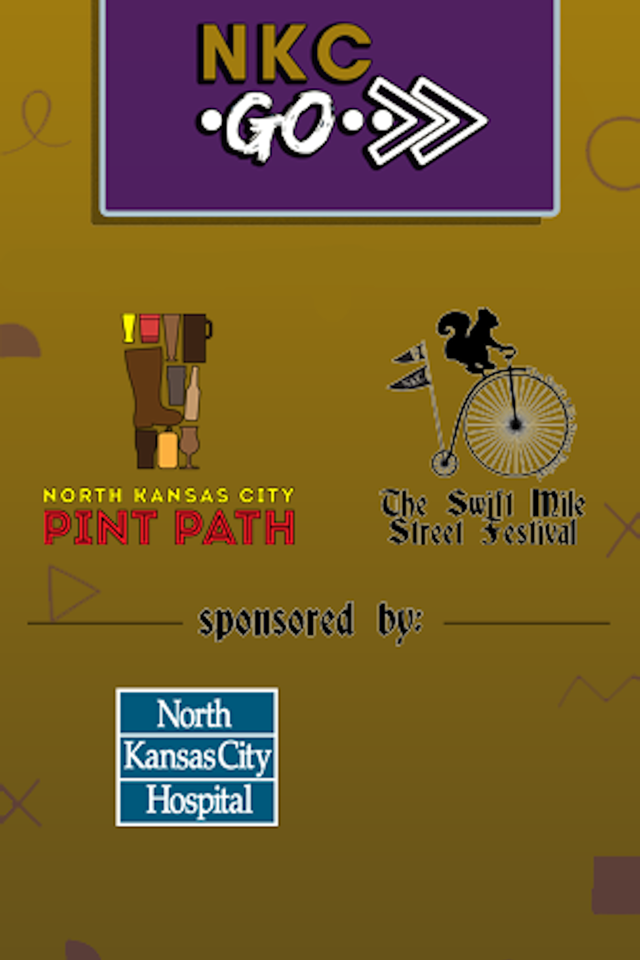 NKC
GO
NORTH KANSAS CITY
PINT PATH
The Swift Mile
Street Festival
sponsored by:
North
Kansas City
Hospital